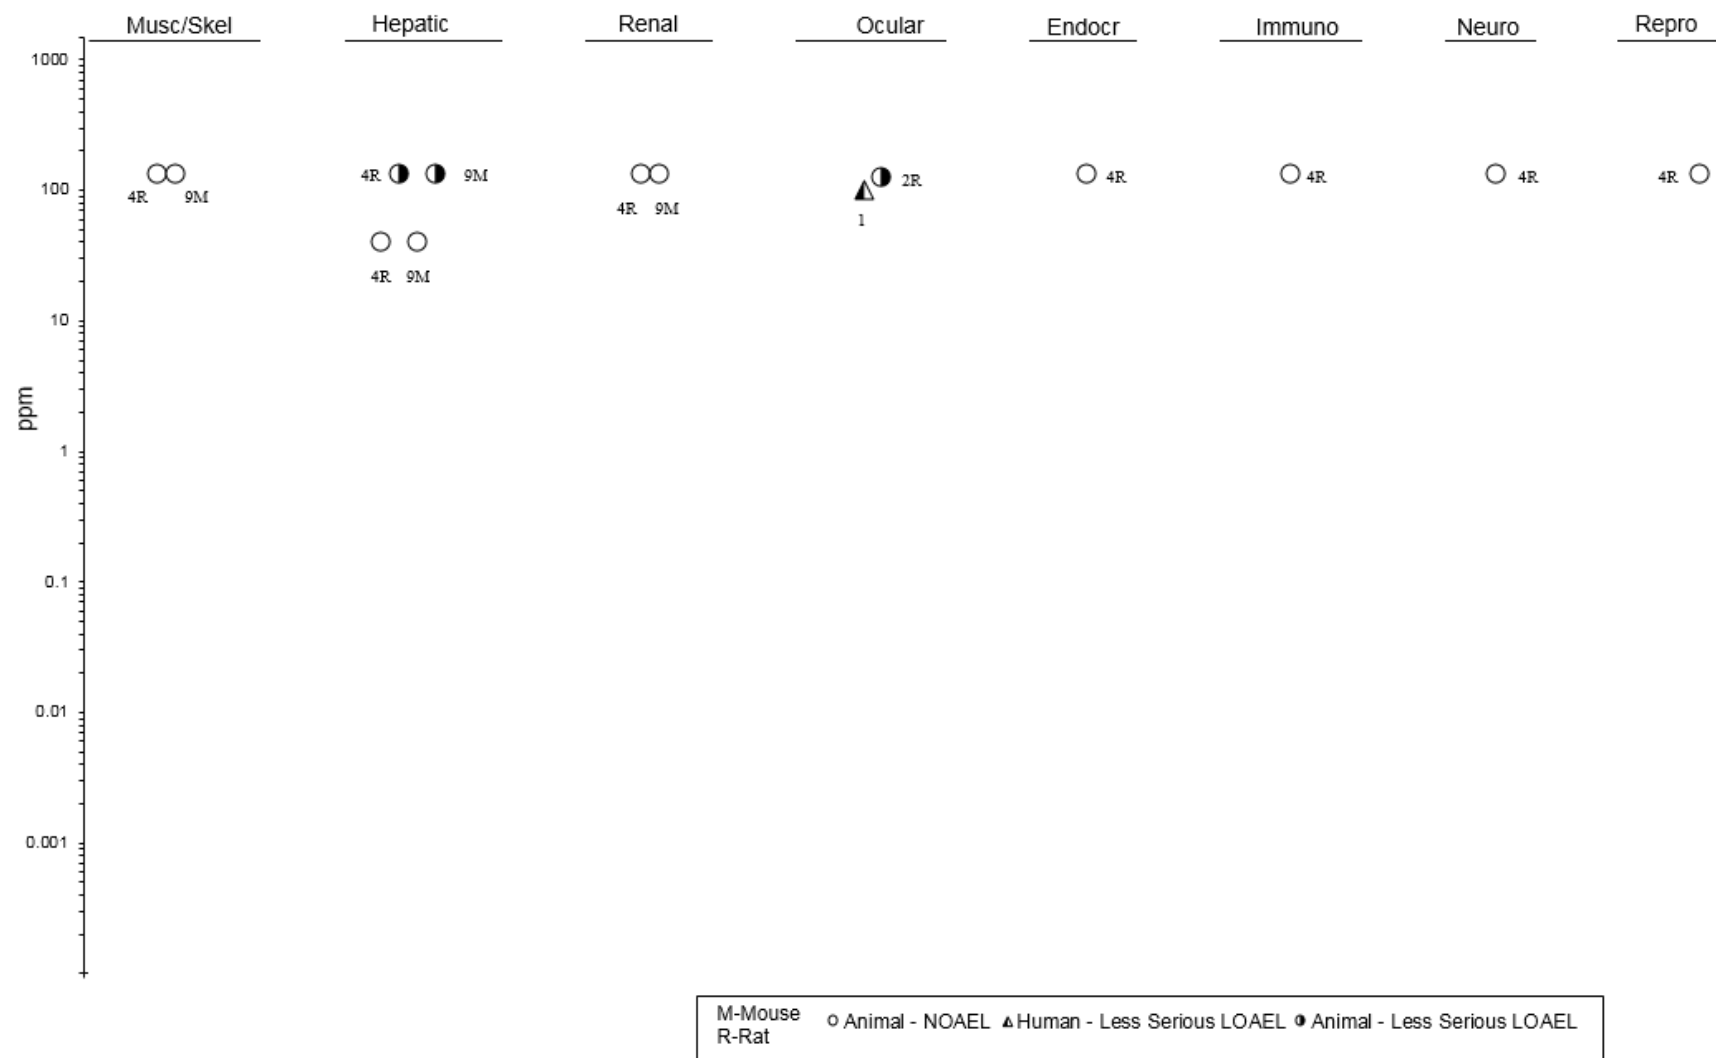 Musc/Skel Hepatic Renal Ocular Endocr Immuno Neuro Repro
1000
4R 9M 2R 4R 4R 4R 4R
100
4R 9M 4R 9M
1
4R 9M
10
ppm
1
0.1
0.01
0.001
M-Mouse
R-Rat
Animal - NOAEL Human - Less Serious LOAEL Animal - Less Serious LOAEL